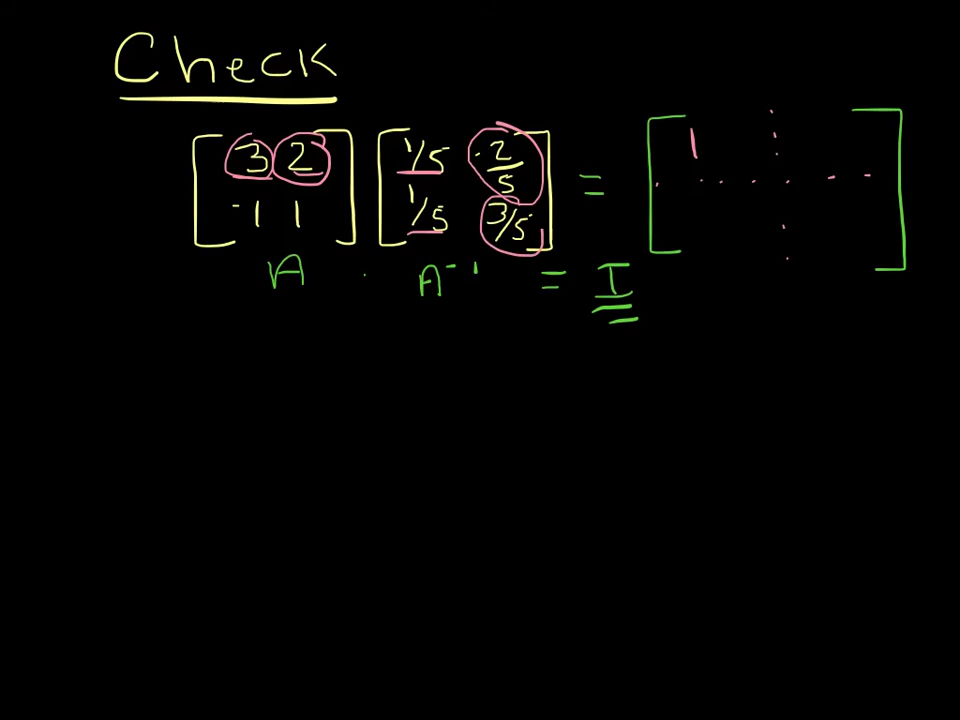 Check
[ 3 2 ] [ 1/5 -2/5 ] = [ 1
-1 1 1/5 3/5
A · A⁻¹ = I